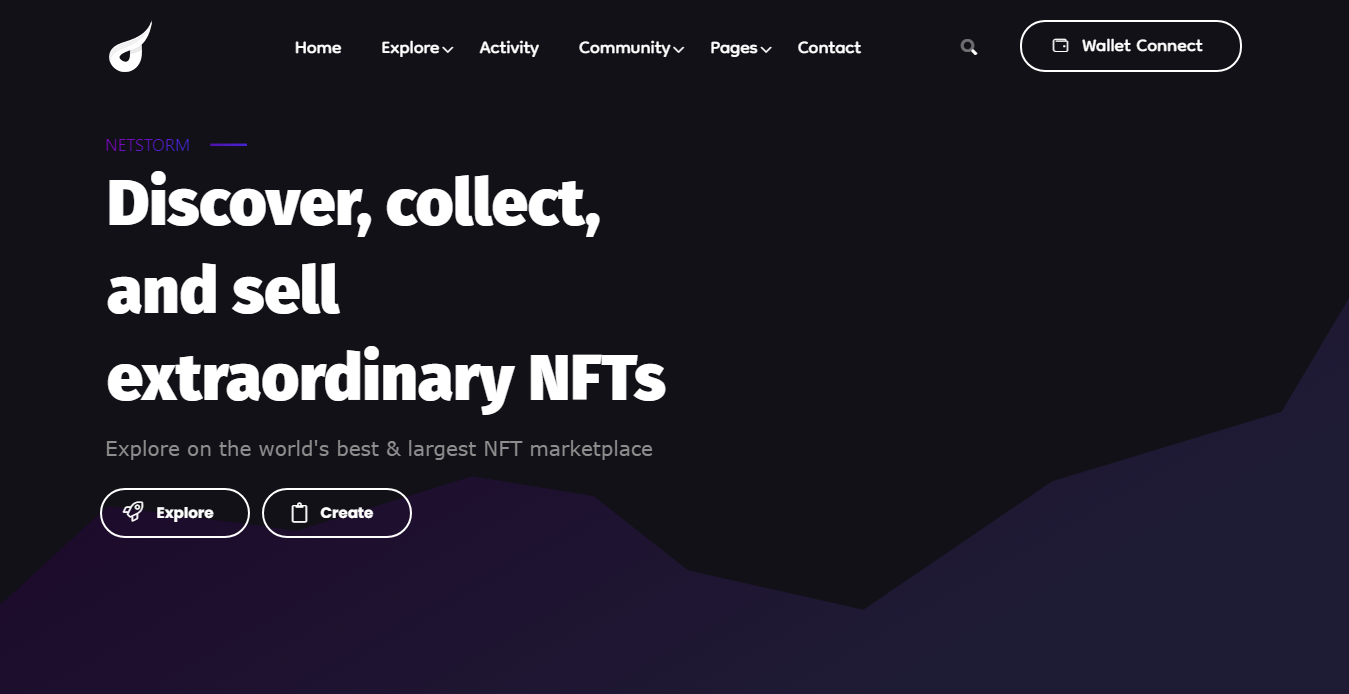 Home Explore Activity Community Pages Contact Wallet Connect
NETSTORM
Discover, collect,
and sell
extraordinary NFTs
Explore on the world's best & largest NFT marketplace
Explore Create